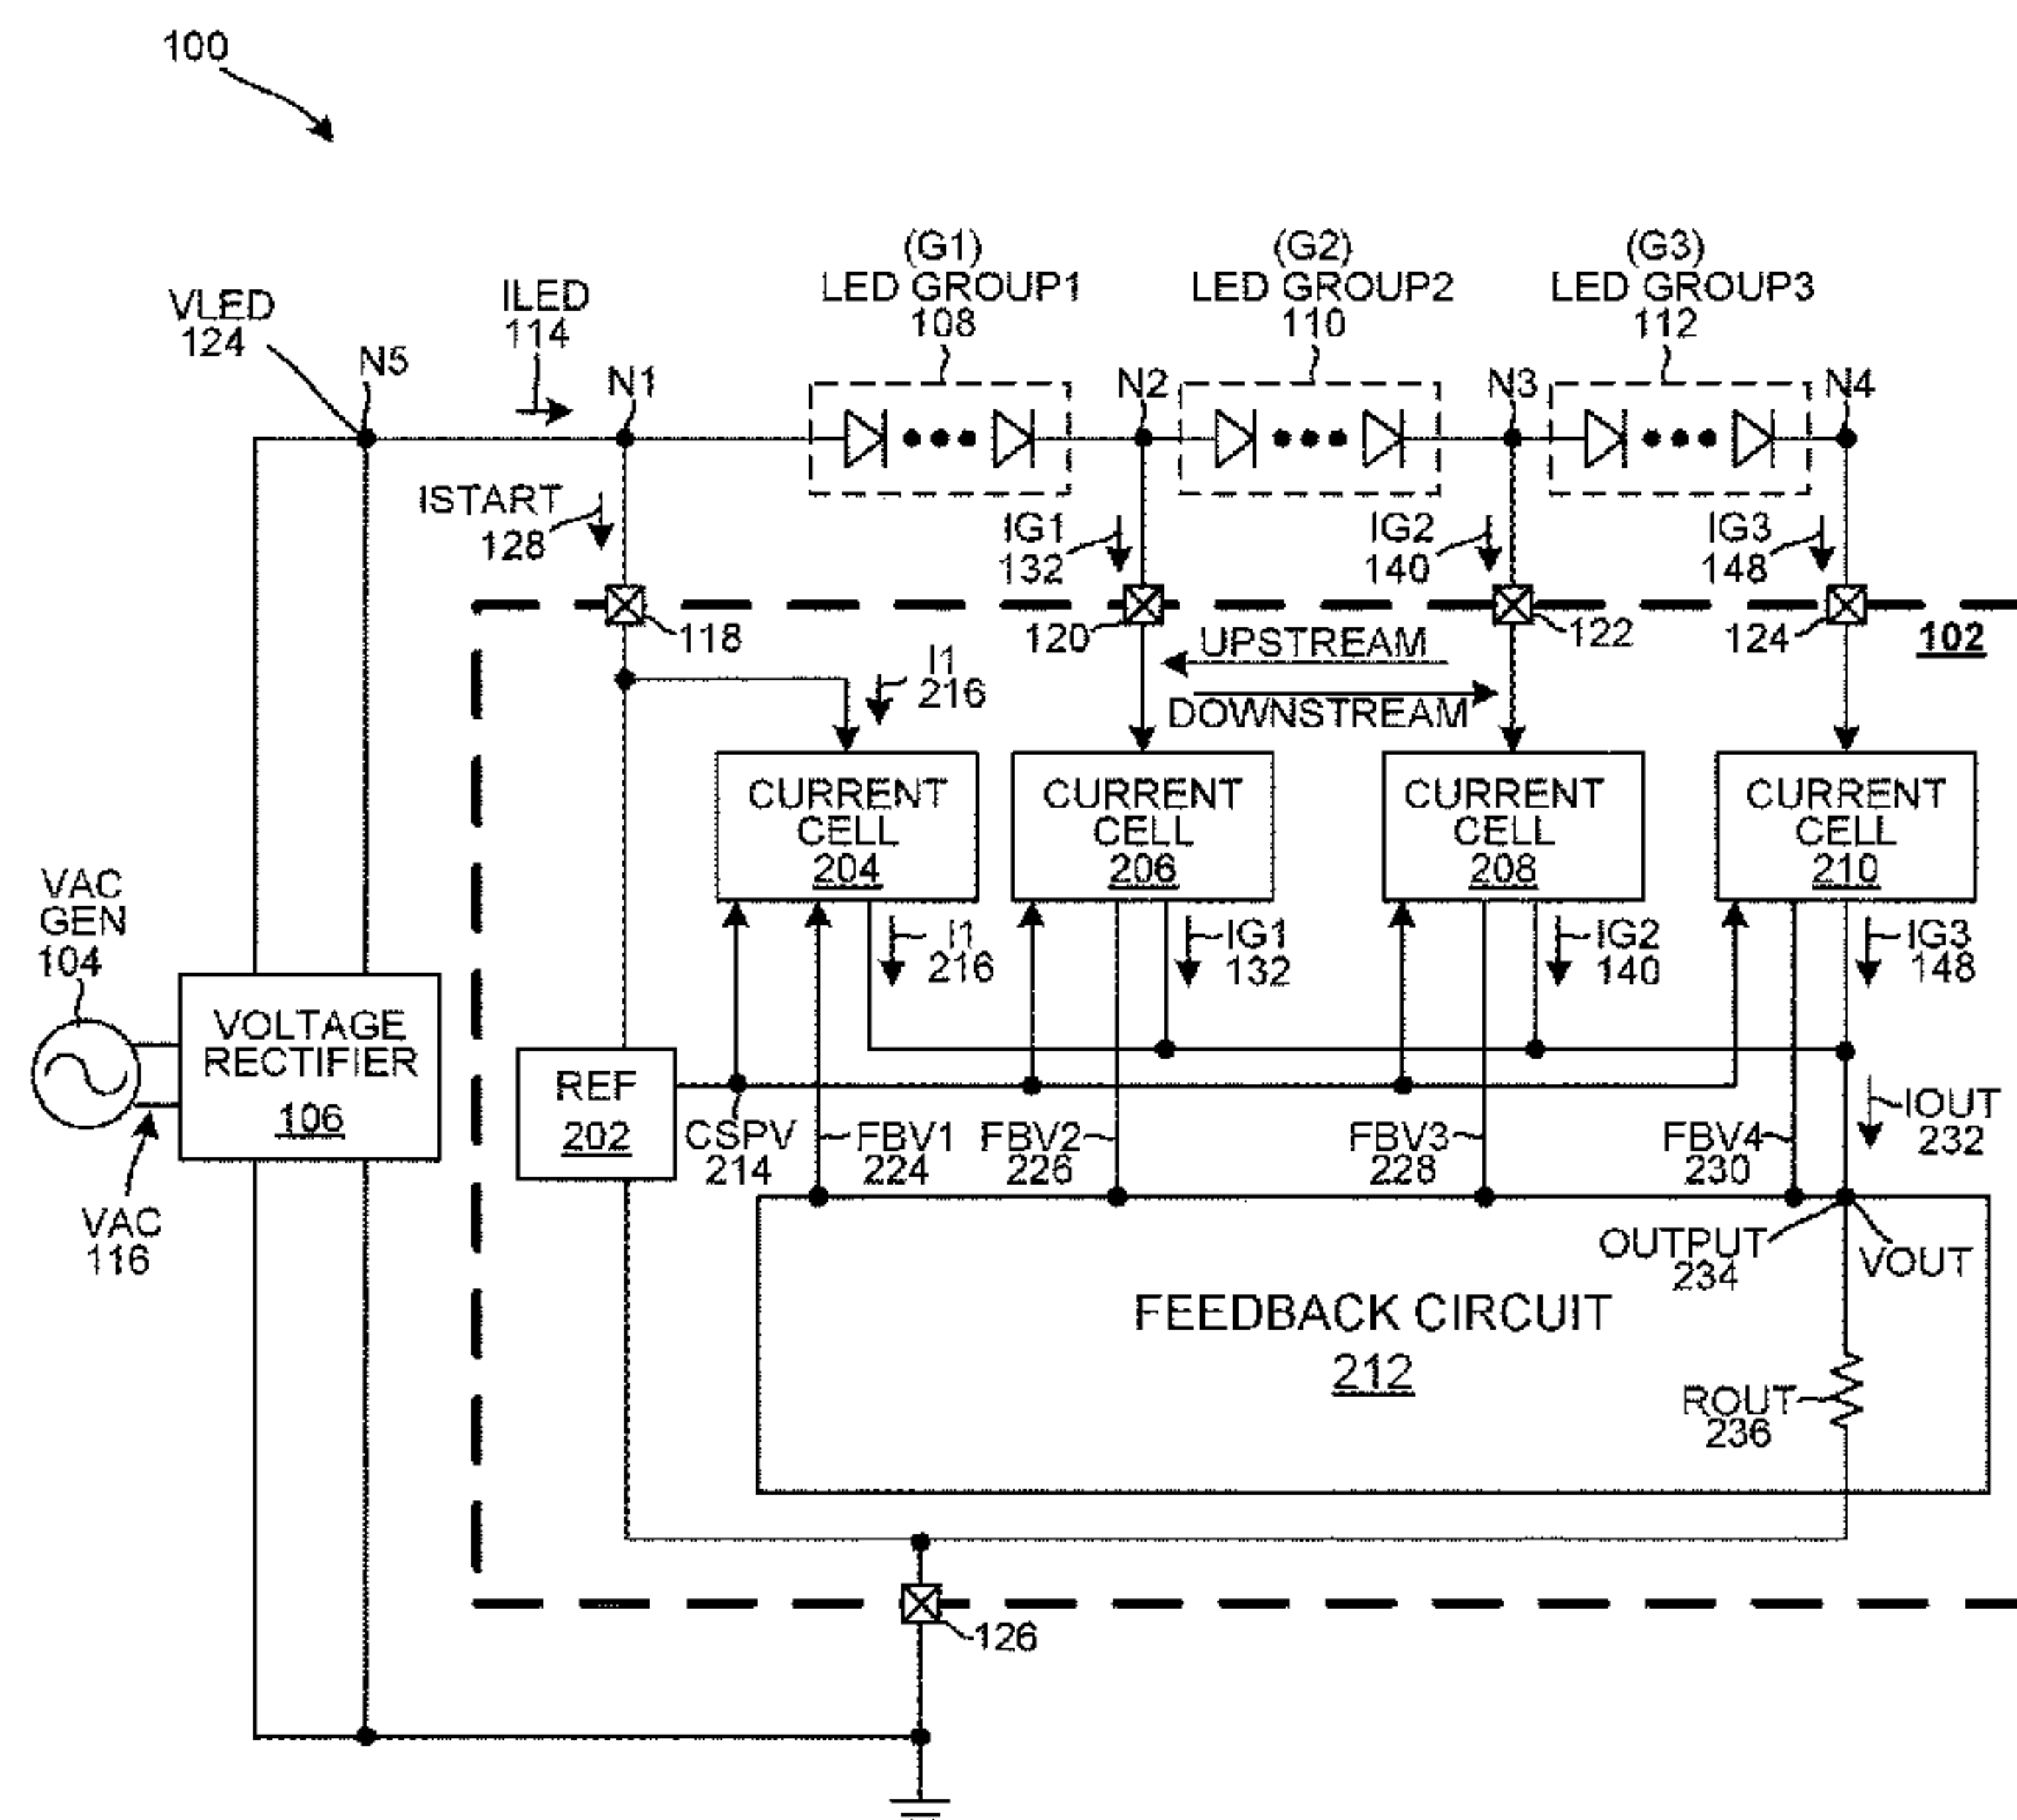 100
(G1)
LED GROUP1
108
(G2)
LED GROUP2
110
(G3)
LED GROUP3
112
VLED
124
N5
ILED
114
N1
N2
N3
N4
ISTART
128
IG1
132
IG2
140
IG3
148
118
120
122
124
102
UPSTREAM
DOWNSTREAM
I1
216
CURRENT
CELL
204
CURRENT
CELL
206
CURRENT
CELL
208
CURRENT
CELL
210
VAC
GEN
104
I1
216
IG1
132
IG2
140
IG3
148
VOLTAGE
RECTIFIER
106
REF
202
CSPV
214
FBV1
224
FBV2
226
FBV3
228
FBV4
230
IOUT
232
VAC
116
OUTPUT
234
VOUT
FEEDBACK CIRCUIT
212
ROUT
236
126